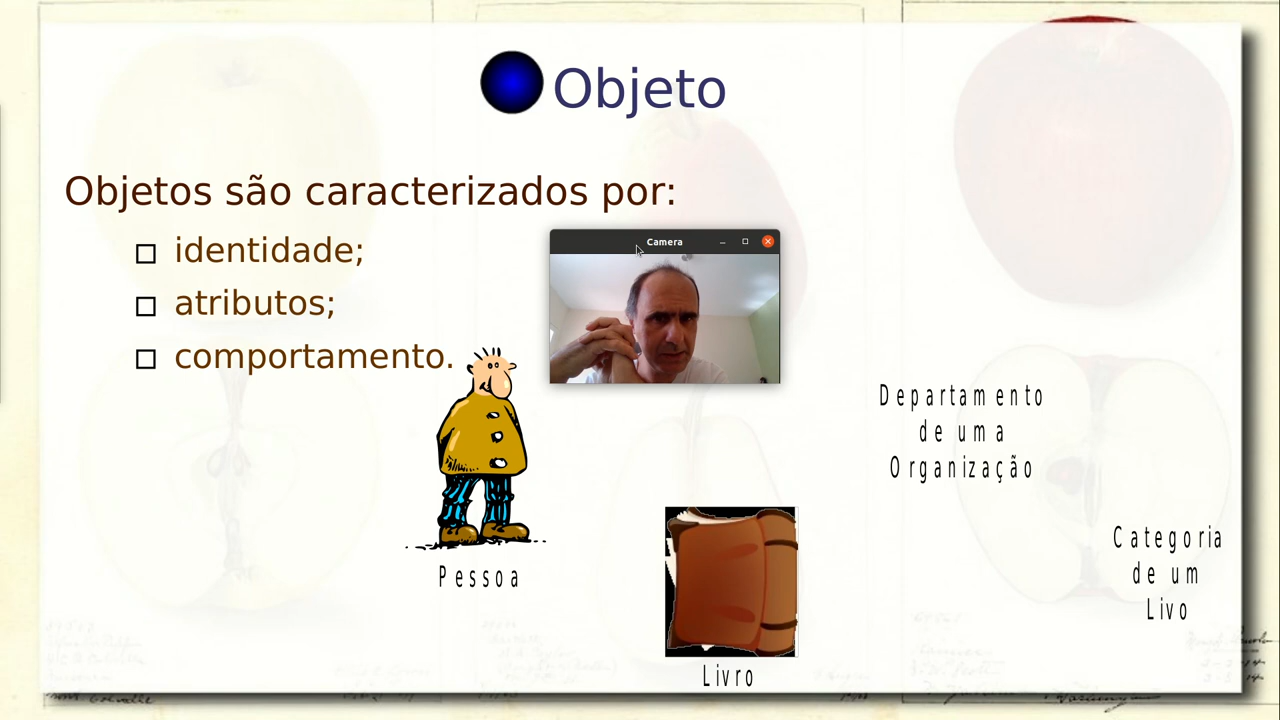 Objeto
Objetos são caracterizados por:
identidade;
atributos;
comportamento.
Camera
Departamento
de uma
Organização
Categoria
de um
Livo
Pessoa
Livro